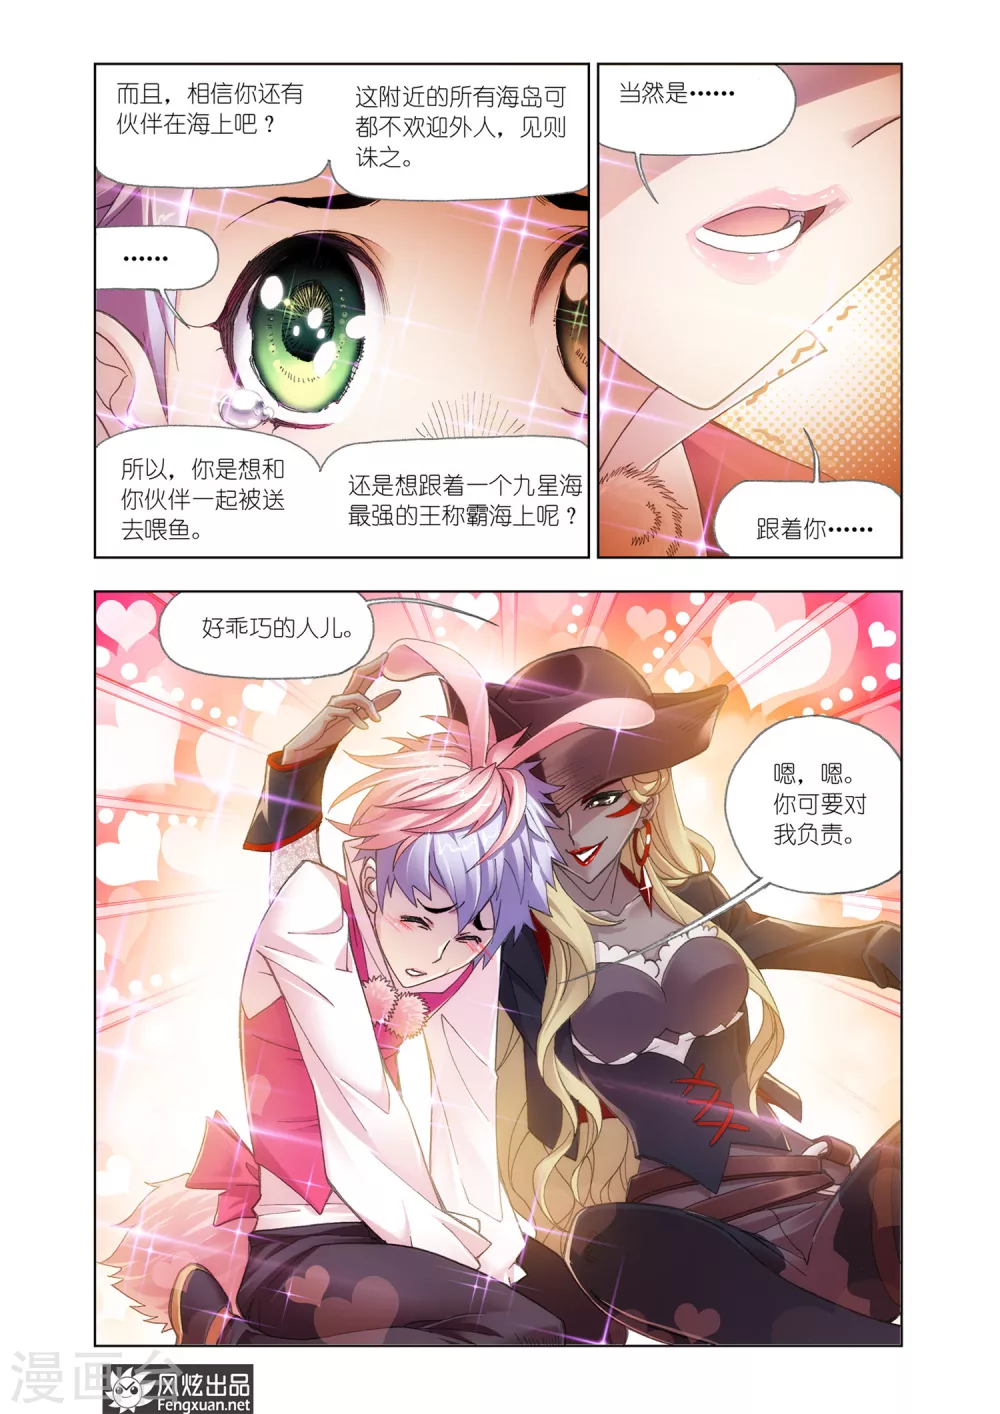 而且，相信你还有
伙伴在海上吧？
这附近的所有海岛可
都不欢迎外人，见则
诛之。
……
所以，你是想和
你伙伴一起被送
去喂鱼。
还是想跟着一个九星海
最强的王称霸海上呢？
当然是……
跟着你……
好乖巧的人儿。
嗯，嗯。
你可要对
我负责。
漫画台
风炫出品
Fengxuan.net